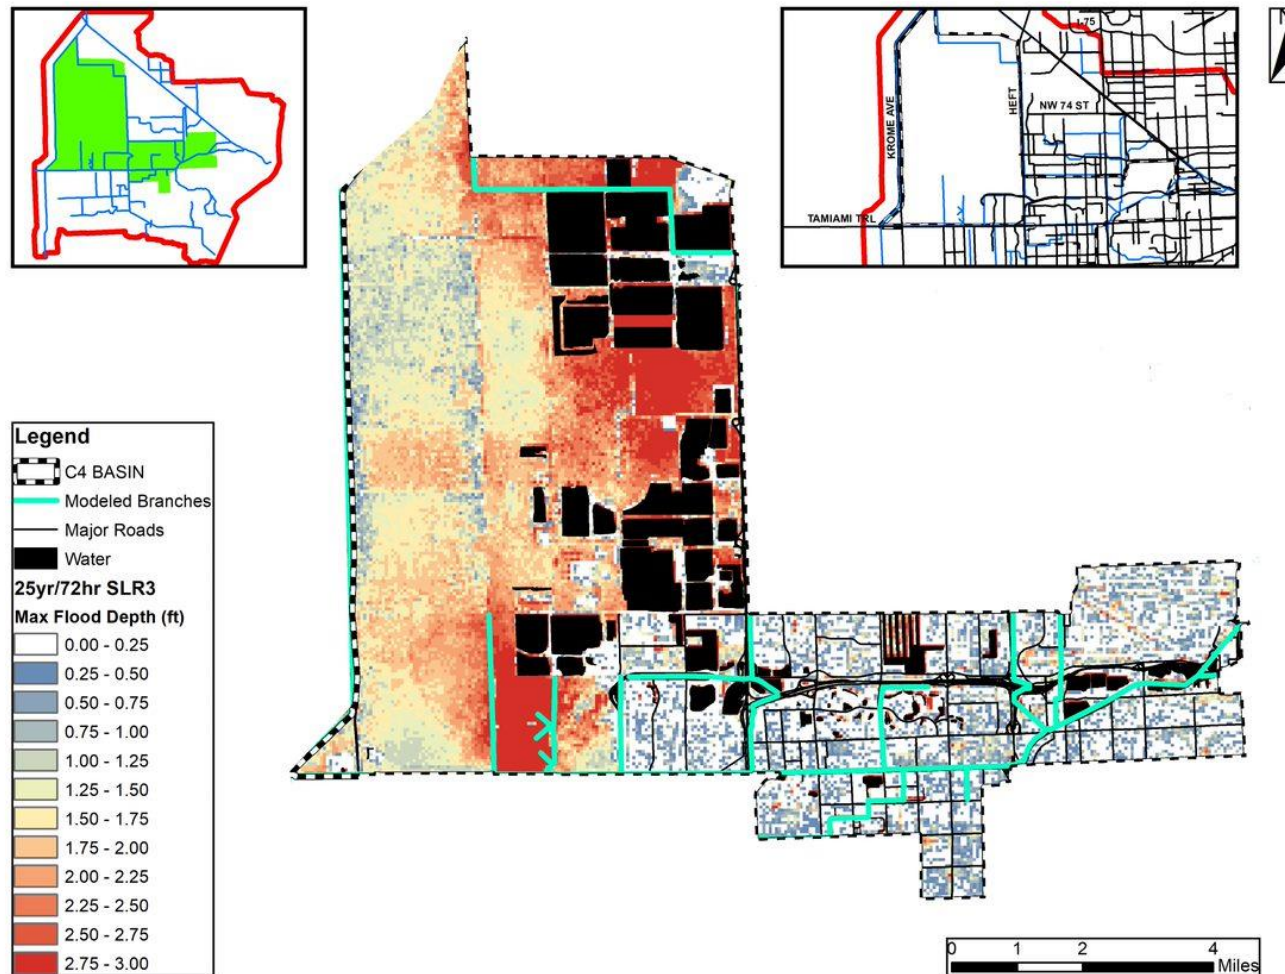 I-75
KROME AVE
HEFT
NW 74 ST
TAMIAMI TRL
Legend
C4 BASIN
Modeled Branches
Major Roads
Water
25yr/72hr SLR3
Max Flood Depth (ft)
0.00 - 0.25
0.25 - 0.50
0.50 - 0.75
0.75 - 1.00
1.00 - 1.25
1.25 - 1.50
1.50 - 1.75
1.75 - 2.00
2.00 - 2.25
2.25 - 2.50
2.50 - 2.75
2.75 - 3.00
0 1 2 4
Miles